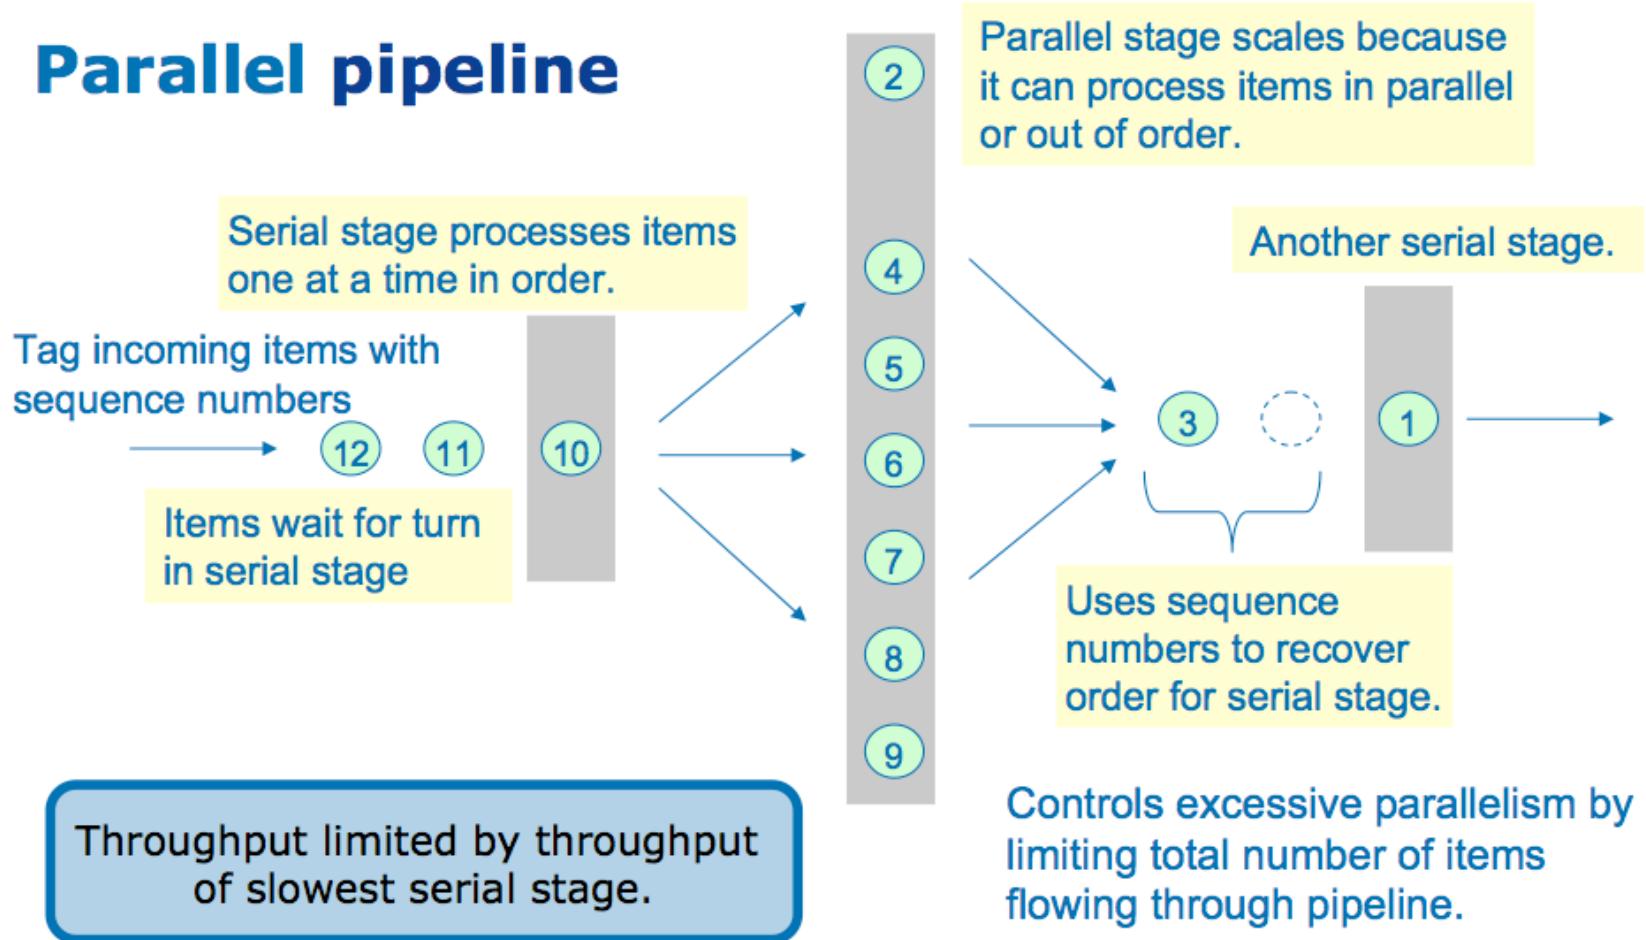 Parallel pipeline
2
Parallel stage scales because
it can process items in parallel
or out of order.
Serial stage processes items
one at a time in order.
4
Another serial stage.
Tag incoming items with
sequence numbers
5
12
11
10
6
3
1
Items wait for turn
in serial stage
7
Uses sequence
numbers to recover
order for serial stage.
8
9
Throughput limited by throughput
of slowest serial stage.
Controls excessive parallelism by
limiting total number of items
flowing through pipeline.